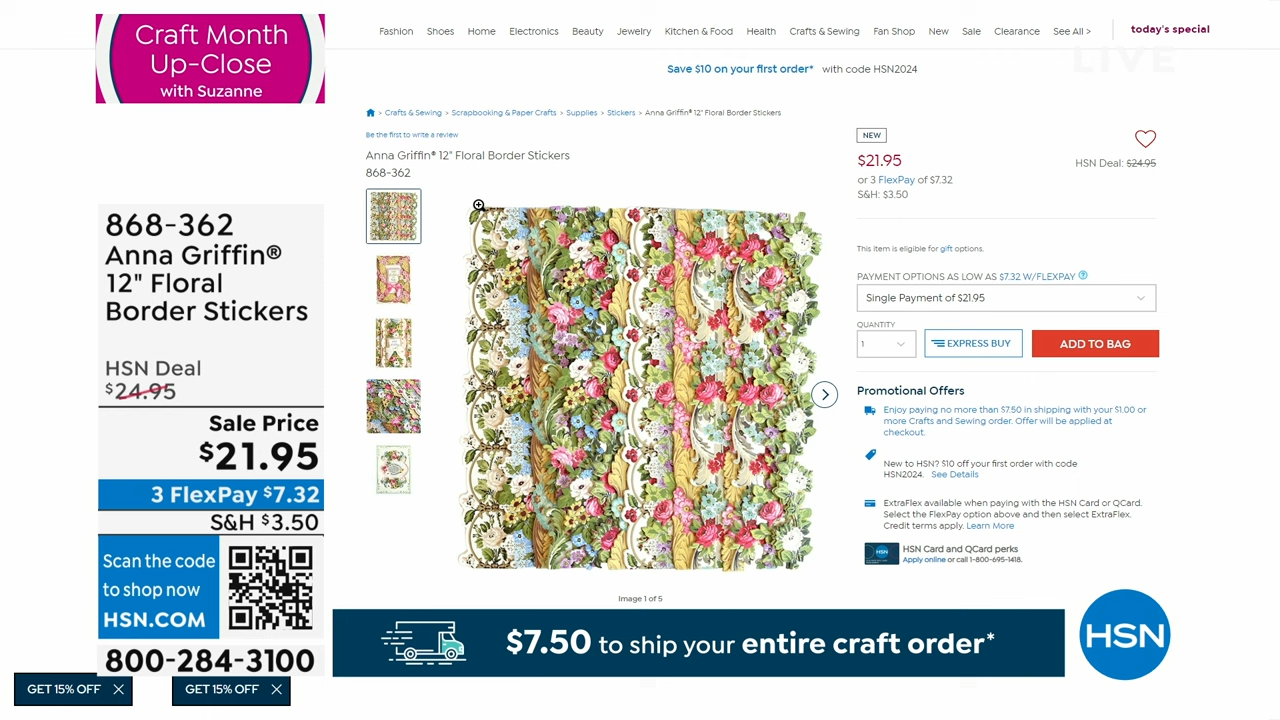 Craft Month
Up-Close
with Suzanne
Fashion Shoes Home Electronics Beauty Jewelry Kitchen & Food Health Crafts & Sewing Fan Shop New Sale Clearance See All > today's special
LIVE
Save $10 on your first order* with code HSN2024
> Crafts & Sewing > Scrapbooking & Paper Crafts > Supplies > Stickers > Anna Griffin® 12" Floral Border Stickers
Be the first to write a review
Anna Griffin® 12" Floral Border Stickers
868-362
NEW
$21.95
HSN Deal: $24.95
or 3 FlexPay of $7.32
S&H: $3.50
This item is eligible for gift options.
PAYMENT OPTIONS AS LOW AS $7.32 W/FLEXPAY ?
Single Payment of $21.95
QUANTITY
1
EXPRESS BUY
ADD TO BAG
Promotional Offers
Enjoy paying no more than $7.50 in shipping with your $1.00 or
more Crafts and Sewing order. Offer will be applied at
checkout.
New to HSN? $10 off your first order with code
HSN2024. See Details
ExtraFlex available when paying with the HSN Card or QCard.
Select the FlexPay option above and then select ExtraFlex.
Credit terms apply. Learn More
HSN
HSN Card and QCard perks
Apply online or call 1-800-695-1418.
Image 1 of 5
868-362
Anna Griffin®
12" Floral
Border Stickers
HSN Deal
$24.95
Sale Price
$21.95
3 FlexPay $7.32
S&H $3.50
Scan the code
to shop now
HSN.COM
800-284-3100
$7.50 to ship your entire craft order*
HSN
GET 15% OFF
GET 15% OFF